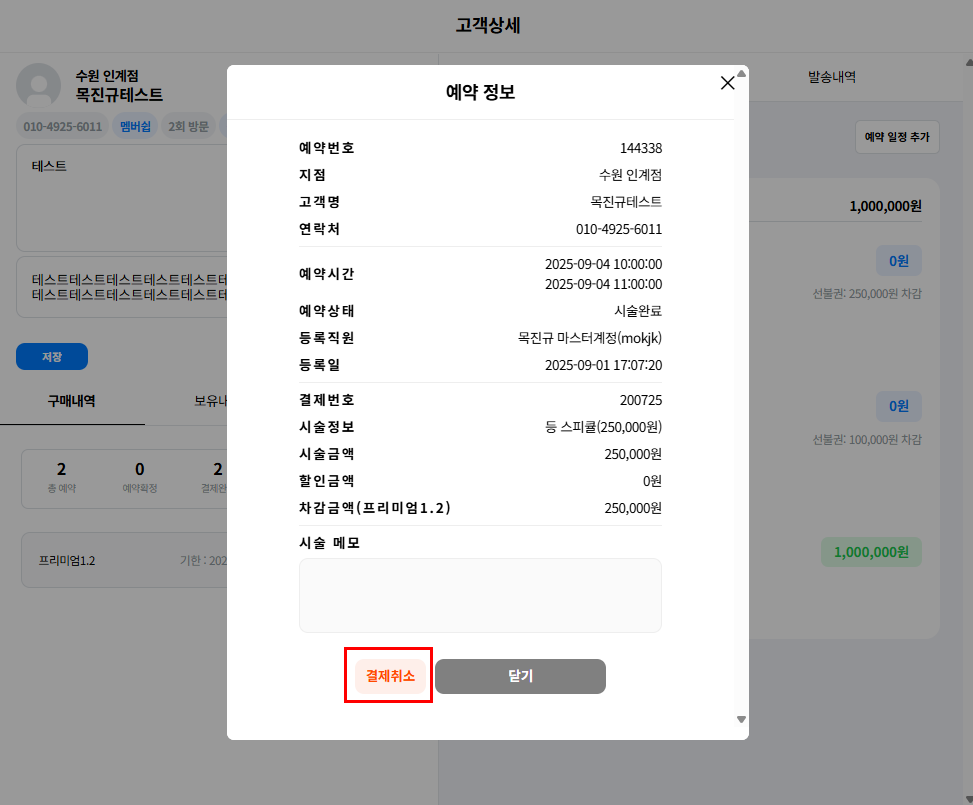 고객상세
수원 인계점
목진규테스트
010-4925-6011 멤버쉽 2회 방문
테스트
테스트테스트테스트테스트테스트테
테스트테스트테스트테스트테스트테
저장
구매내역 보유내
2 0 2
총 예약 예약확정 결제완
프리미엄1.2 기한 : 202
예약 정보
예약번호 144338
지점 수원 인계점
고객명 목진규테스트
연락처 010-4925-6011
예약시간 2025-09-04 10:00:00
2025-09-04 11:00:00
예약상태 시술완료
등록직원 목진규 마스터계정(mokjk)
등록일 2025-09-01 17:07:20
결제번호 200725
시술정보 등 스피큘(250,000원)
시술금액 250,000원
할인금액 0원
차감금액(프리미엄1.2) 250,000원
시술 메모
결제취소 닫기
발송내역
예약 일정 추가
1,000,000원
0원
선불권: 250,000원 차감
0원
선불권: 100,000원 차감
1,000,000원